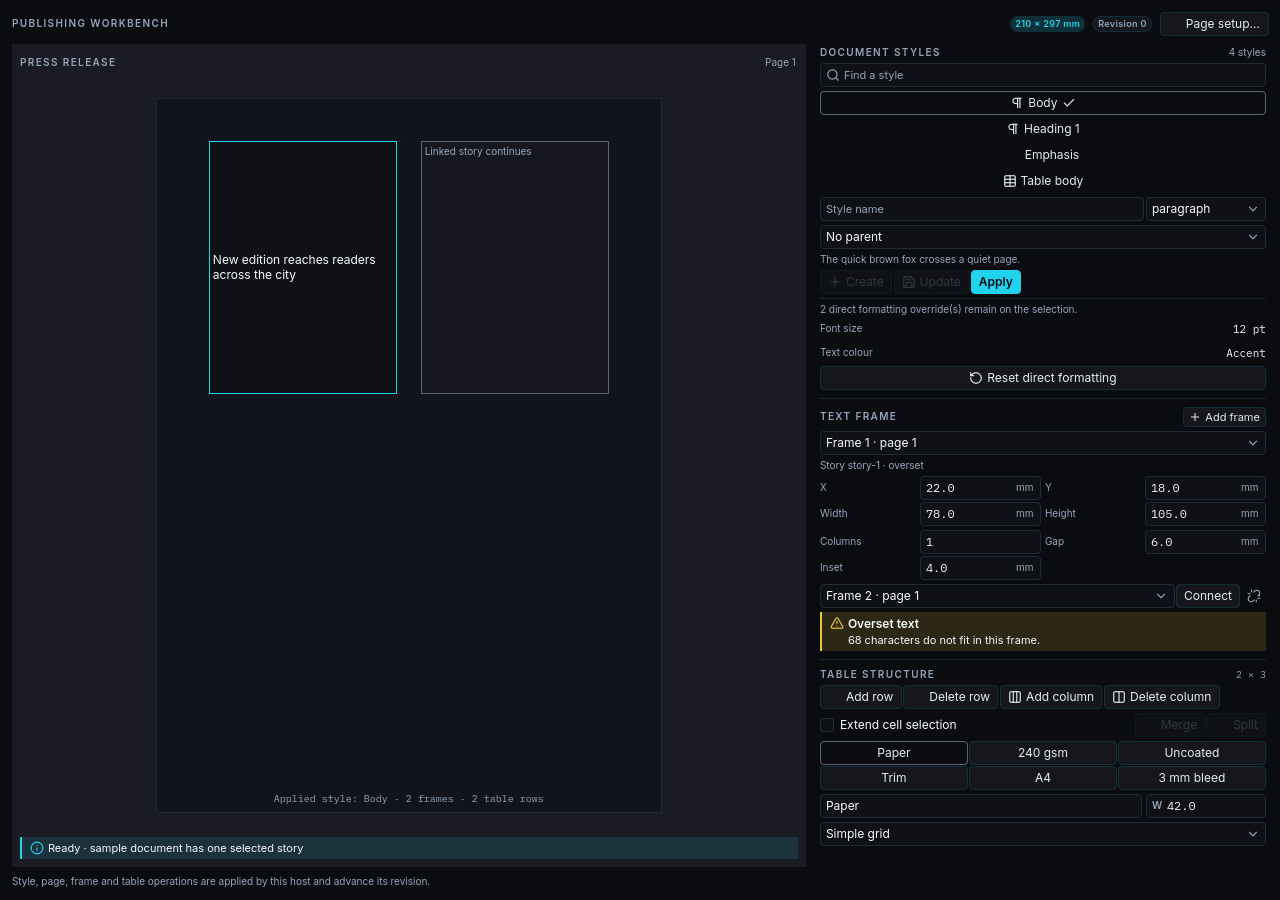 PUBLISHING WORKBENCH
210 × 297 mm
Revision 0
Page setup...
PRESS RELEASE
Page 1
New edition reaches readers
across the city
Linked story continues
Applied style: Body · 2 frames · 2 table rows
Ready · sample document has one selected story
Style, page, frame and table operations are applied by this host and advance its revision.
DOCUMENT STYLES
4 styles
Find a style
Body
Heading 1
Emphasis
Table body
Style name
paragraph
No parent
The quick brown fox crosses a quiet page.
Create
Update
Apply
2 direct formatting override(s) remain on the selection.
Font size
12 pt
Text colour
Accent
Reset direct formatting
TEXT FRAME
Add frame
Frame 1 · page 1
Story story-1 · overset
X
22.0 mm
Y
18.0 mm
Width
78.0 mm
Height
105.0 mm
Columns
1
Gap
6.0 mm
Inset
4.0 mm
Frame 2 · page 1
Connect
Overset text
68 characters do not fit in this frame.
TABLE STRUCTURE
2 × 3
Add row
Delete row
Add column
Delete column
Extend cell selection
Merge
Split
Paper
240 gsm
Uncoated
Trim
A4
3 mm bleed
Paper
W 42.0
Simple grid